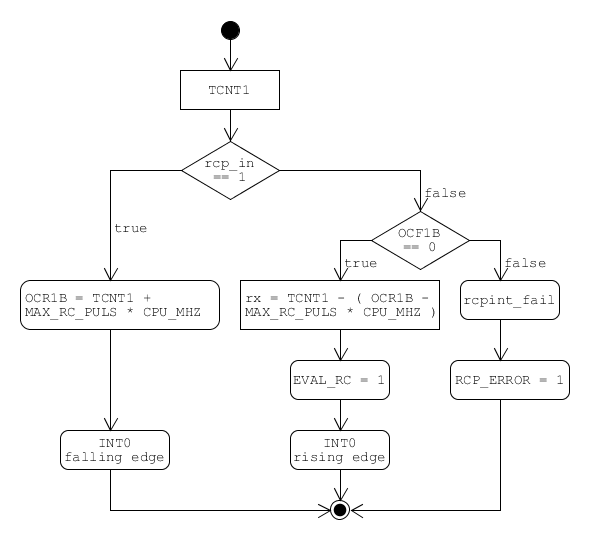 TCNT1
rcp_in
== 1
false
true
OCF1B
== 0
true
false
OCR1B = TCNT1 +
MAX_RC_PULS * CPU_MHZ
rx = TCNT1 - ( OCR1B -
MAX_RC_PULS * CPU_MHZ )
rcpint_fail
EVAL_RC = 1
RCP_ERROR = 1
INT0
falling edge
INT0
rising edge